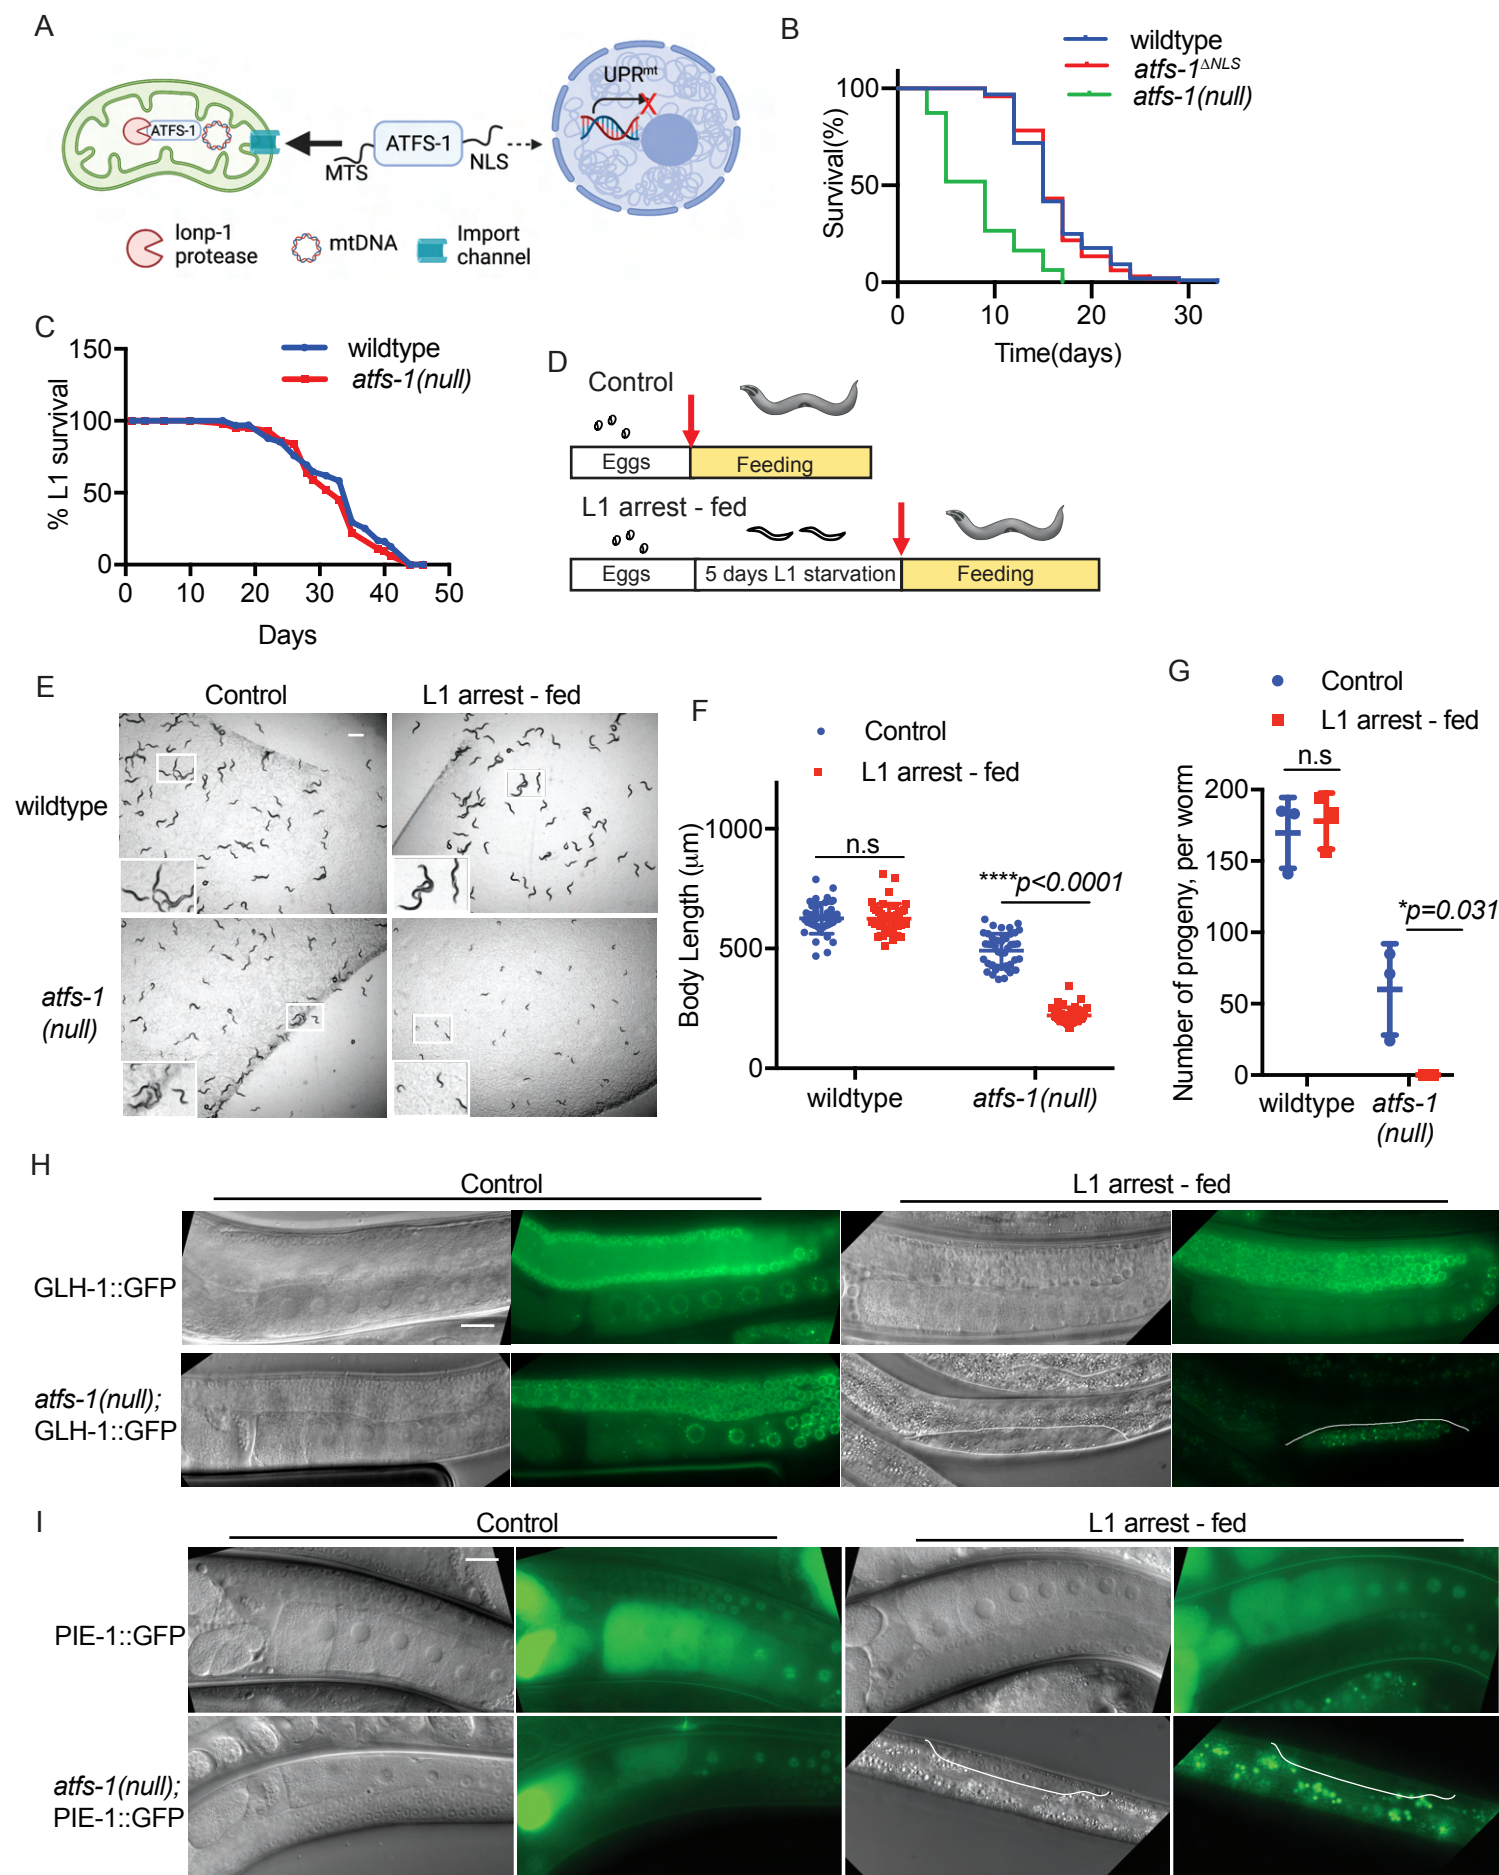 A
UPRmt
ATFS-1
ATFS-1
MTS
NLS
lonp-1
protease
mtDNA
Import
channel
B
wildtype
atfs-1ΔNLS
atfs-1(null)
Survival(%)
100
50
0
0 10 20 30
Time(days)
C
wildtype
atfs-1(null)
% L1 survival
150
100
50
0
0 10 20 30 40 50
Days
D
Control
Eggs
Feeding
L1 arrest - fed
Eggs
5 days L1 starvation
Feeding
E
Control
L1 arrest - fed
wildtype
atfs-1
(null)
F
Control
L1 arrest - fed
Body Length (μm)
1000
500
0
n.s
****p<0.0001
wildtype
atfs-1(null)
G
Control
L1 arrest - fed
Number of progeny, per worm
200
150
100
50
0
n.s
*p=0.031
wildtype
atfs-1
(null)
H
Control
L1 arrest - fed
GLH-1::GFP
atfs-1(null);
GLH-1::GFP
I
Control
L1 arrest - fed
PIE-1::GFP
atfs-1(null);
PIE-1::GFP